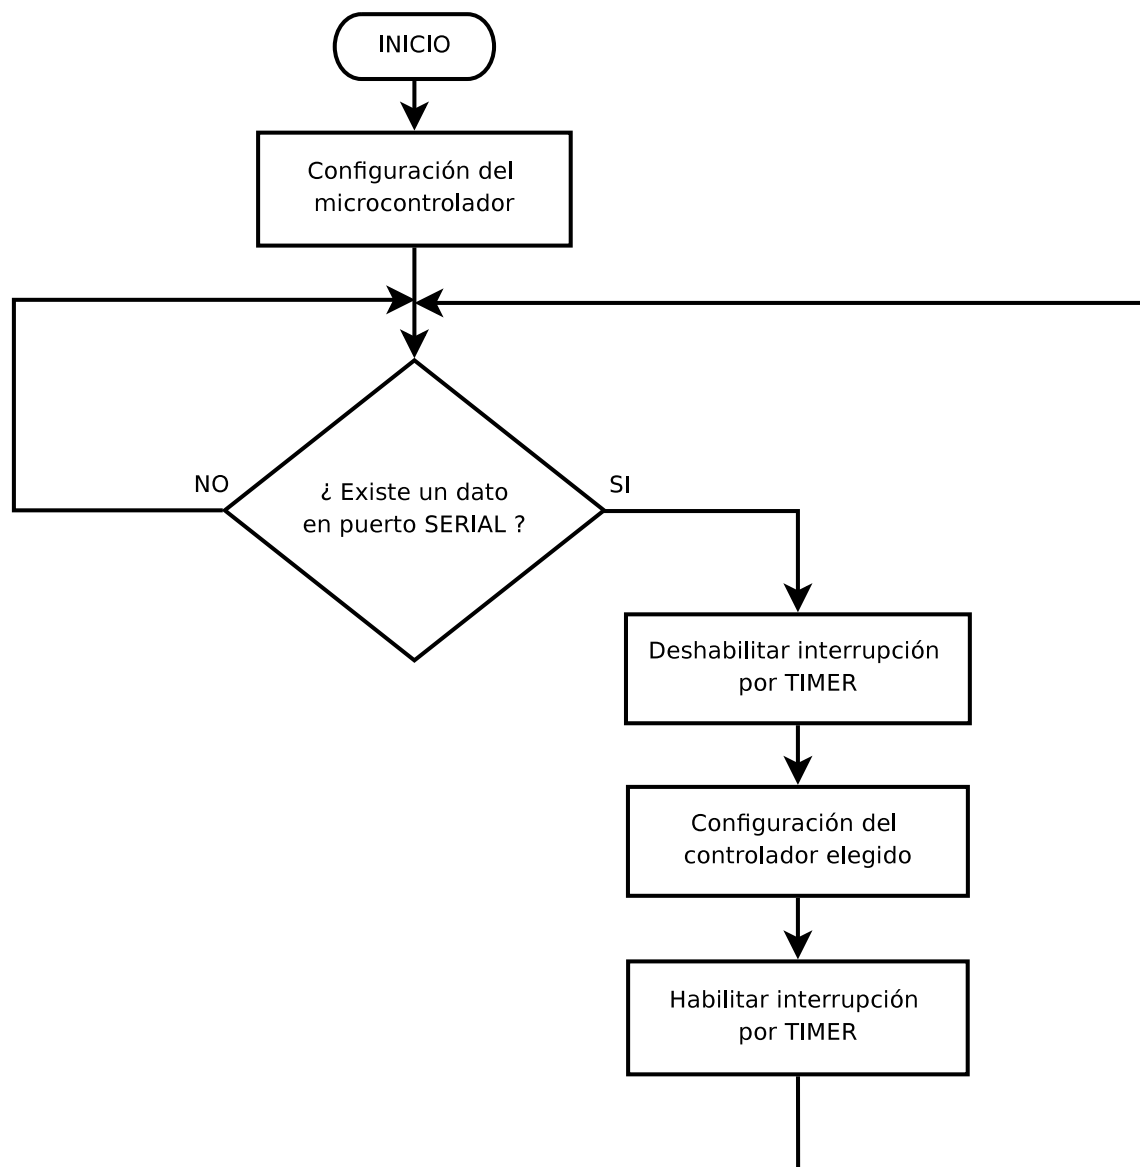 INICIO
Configuración del
microcontrolador
NO
SI
¿ Existe un dato
en puerto SERIAL ?
Deshabilitar interrupción
por TIMER
Configuración del
controlador elegido
Habilitar interrupción
por TIMER